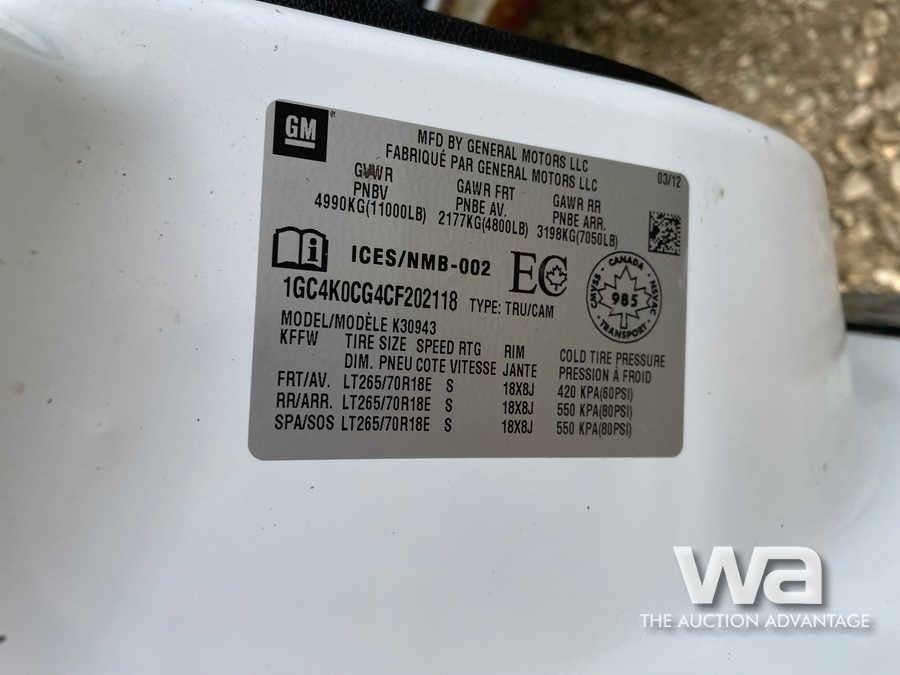 GM
MFD BY GENERAL MOTORS LLC
FABRIQUÉ PAR GENERAL MOTORS LLC
03/12
GVWR GAWR FRT GAWR RR
PNBV PNBE AV. PNBE ARR.
4990KG(11000LB) 2177KG(4800LB) 3198KG(7050LB)
i ICES/NMB-002 EC
CANADA
985
TRANSPORT
NSVAC
SNVAC
1GC4K0CG4CF202118 TYPE: TRU/CAM
MODEL/MODÈLE K30943
KFFW TIRE SIZE SPEED RTG RIM COLD TIRE PRESSURE
DIM. PNEU COTE VITESSE JANTE PRESSION À FROID
FRT/AV. LT265/70R18E S 18X8J 420 KPA(60PSI)
RR/ARR. LT265/70R18E S 18X8J 550 KPA(80PSI)
SPA/SOS LT265/70R18E S 18X8J 550 KPA(80PSI)
wa
THE AUCTION ADVANTAGE